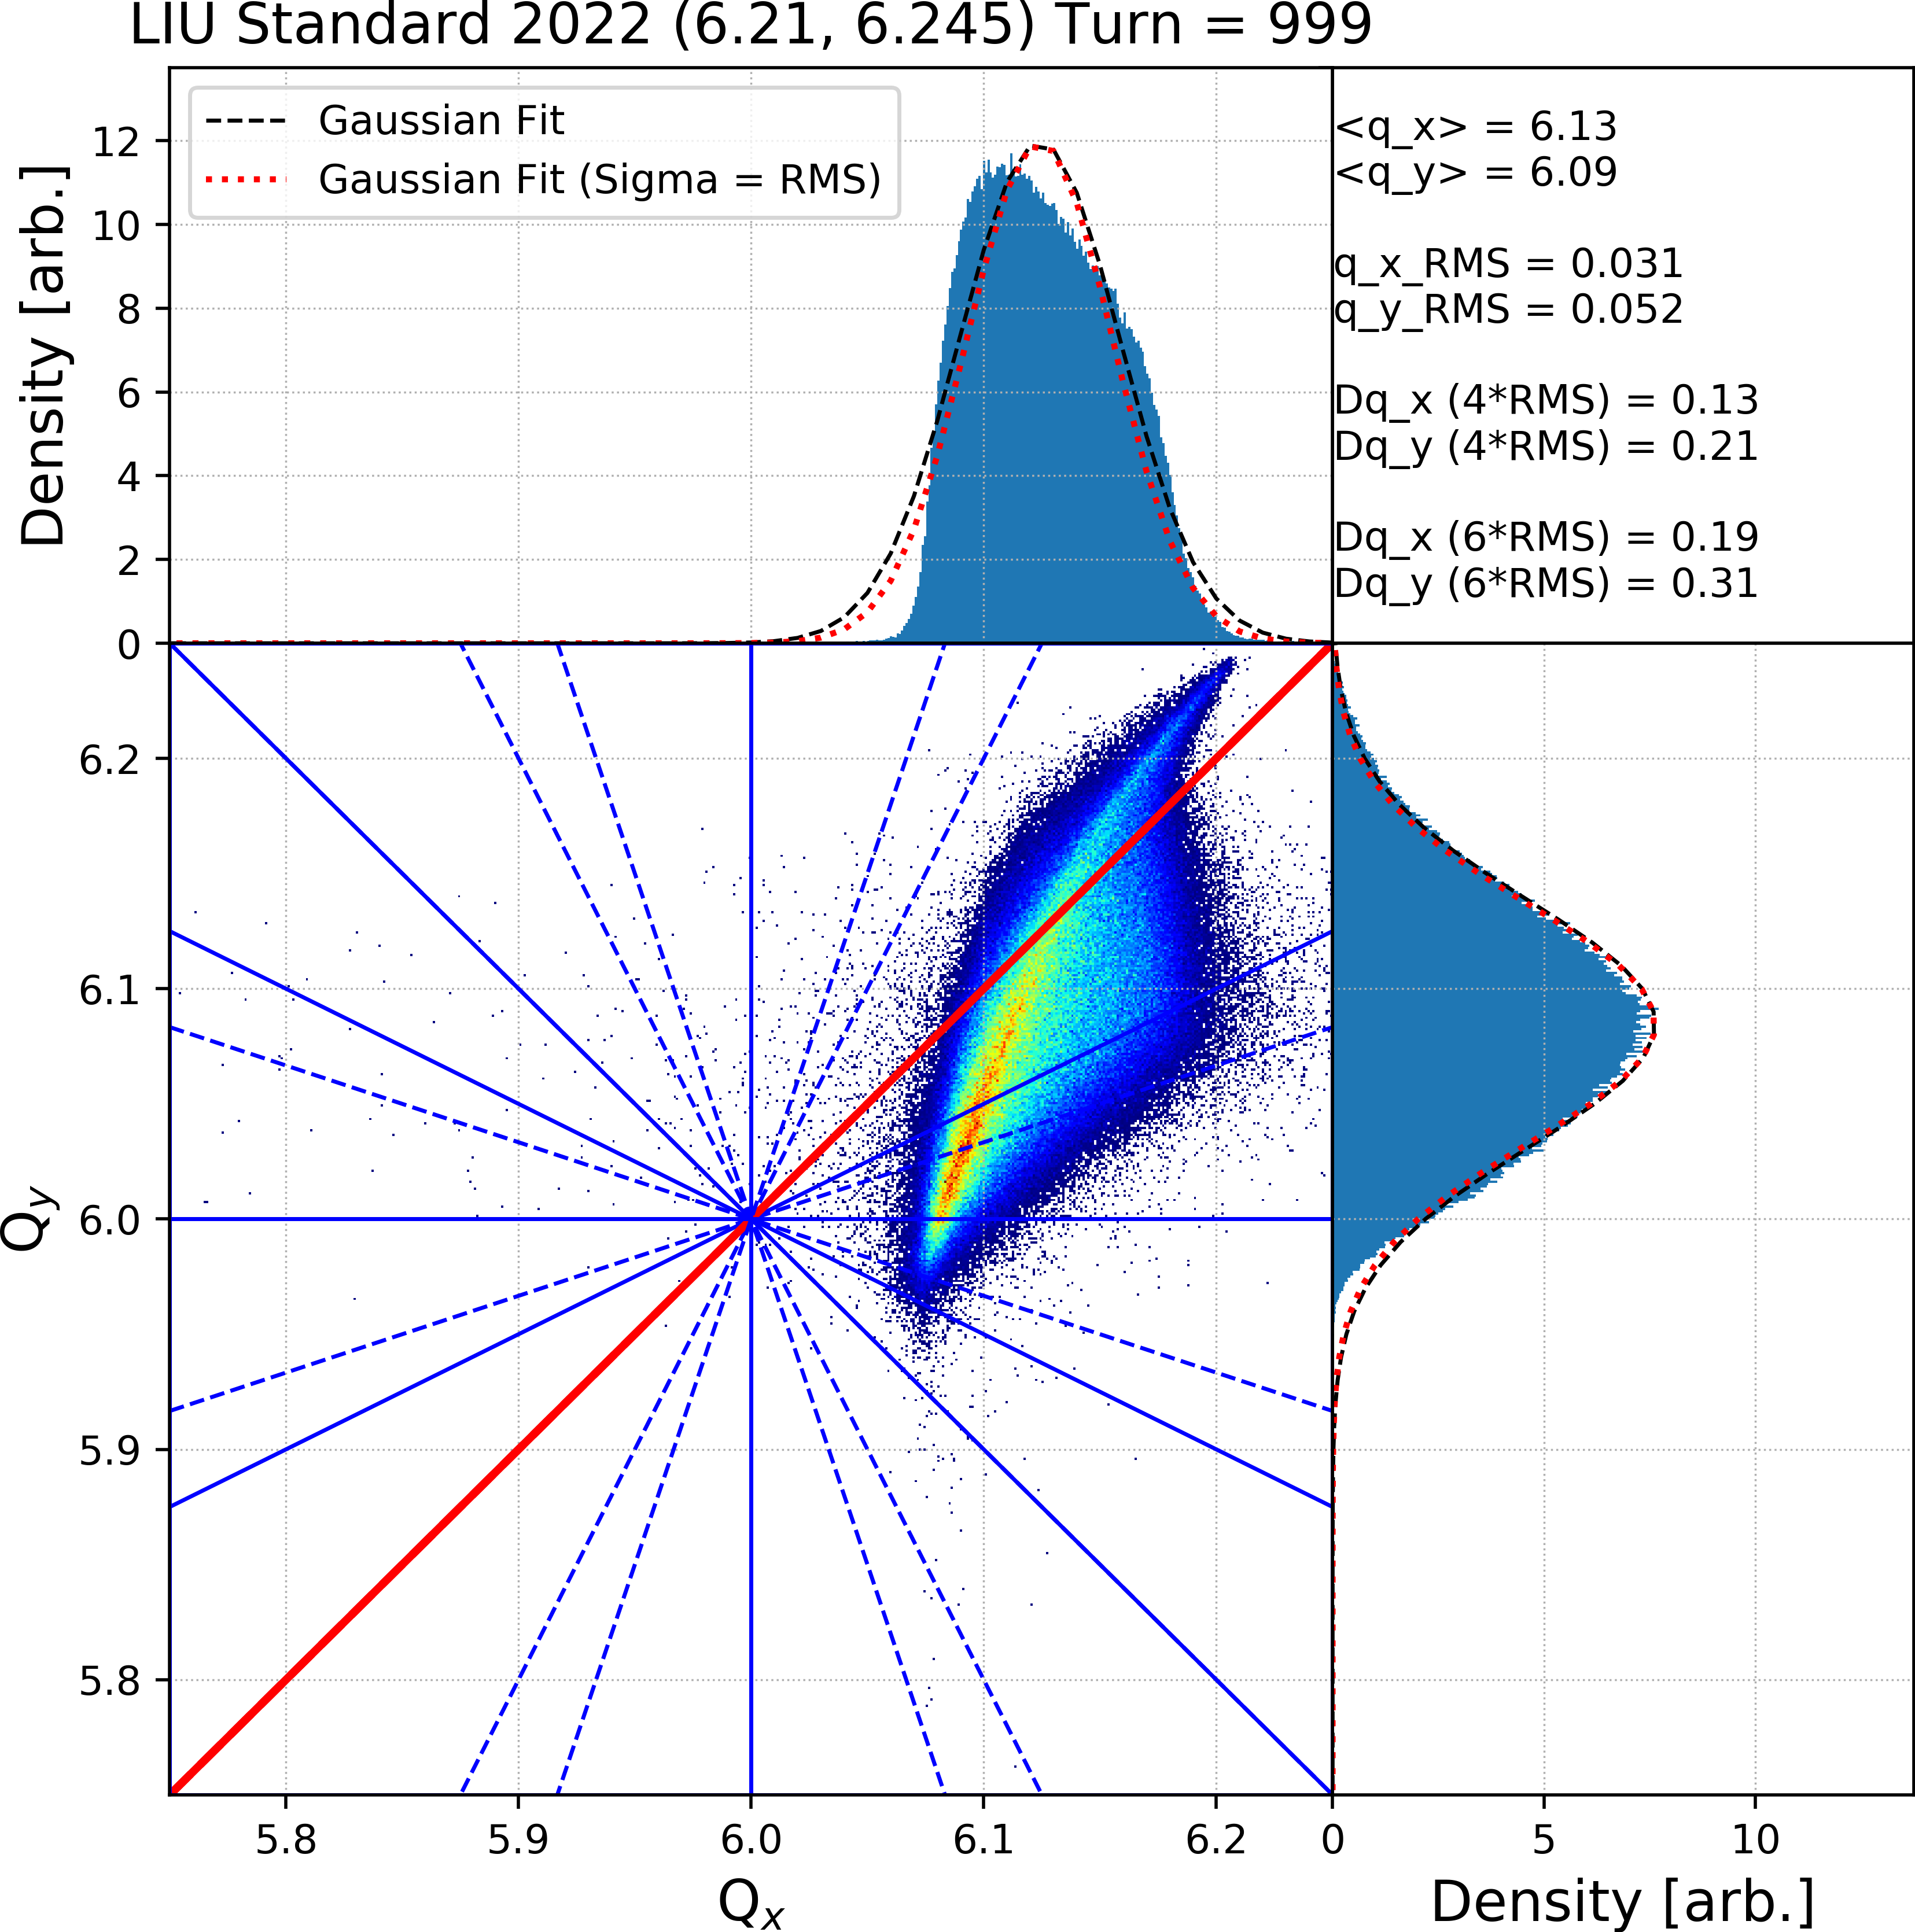 LIU Standard 2022 (6.21, 6.245) Turn = 999
Gaussian Fit
Gaussian Fit (Sigma = RMS)
Density [arb.]
12
10
8
6
4
2
0
<q_x> = 6.13
<q_y> = 6.09
q_x_RMS = 0.031
q_y_RMS = 0.052
Dq_x (4*RMS) = 0.13
Dq_y (4*RMS) = 0.21
Dq_x (6*RMS) = 0.19
Dq_y (6*RMS) = 0.31
Qy
6.2
6.1
6.0
5.9
5.8
5.8 5.9 6.0 6.1 6.2
Qx
0 5 10
Density [arb.]